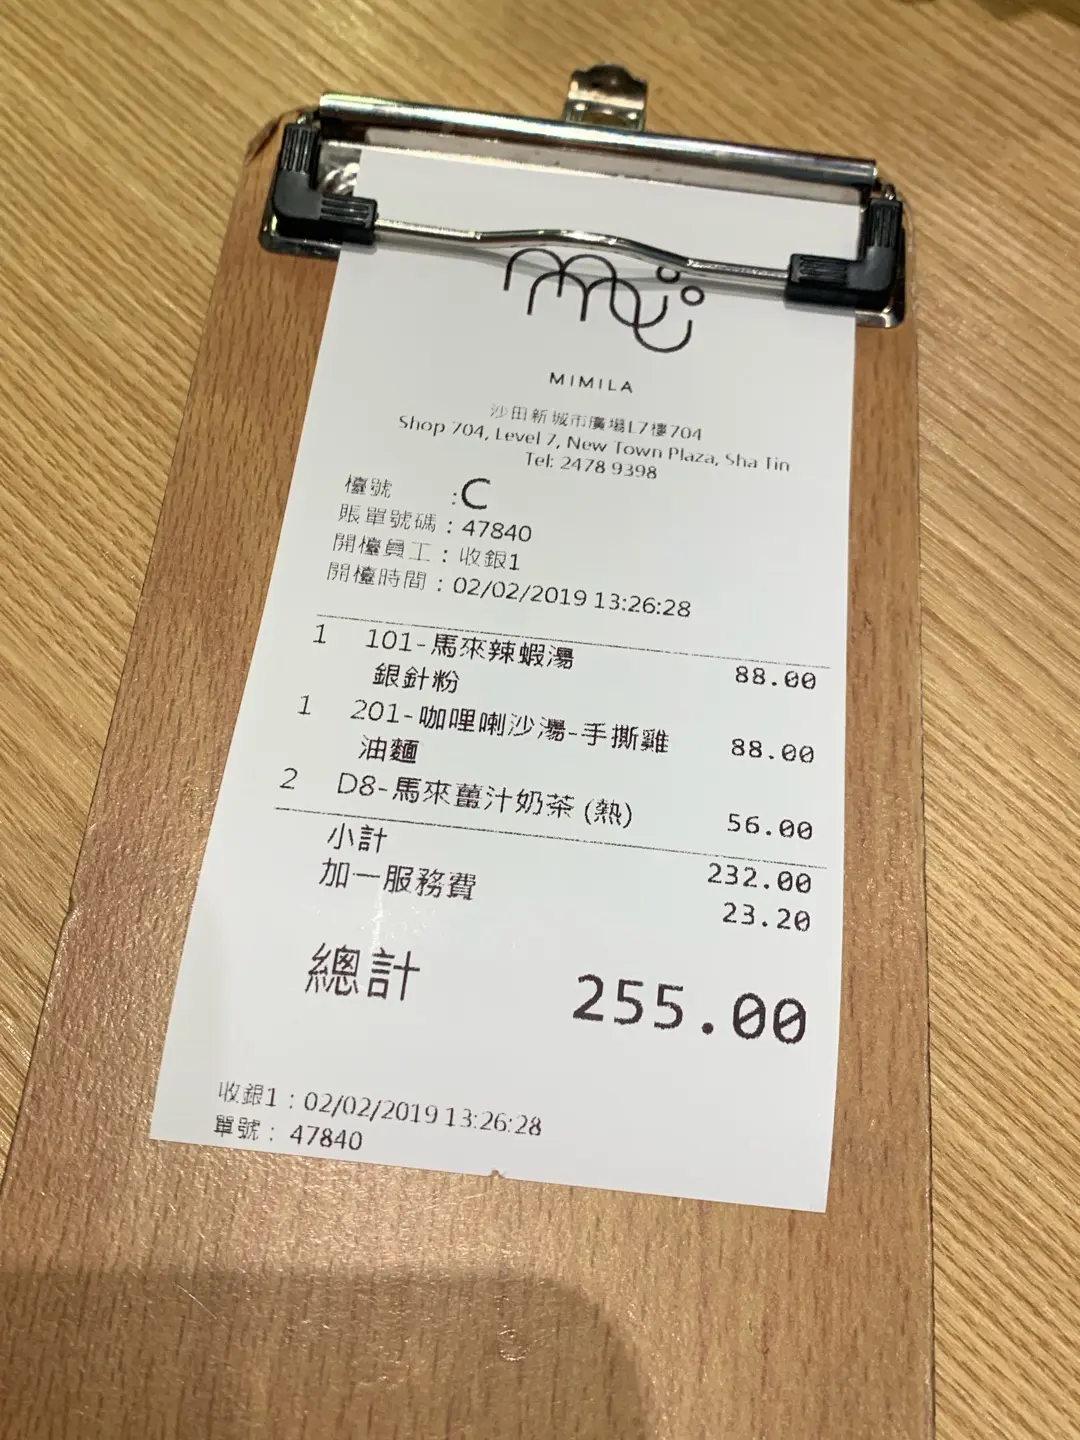 MIMILA
沙田新城市廣場L7樓704
Shop 704, Level 7, New Town Plaza, Sha Tin
Tel: 2478 9398
檯號 :C
賬單號碼 : 47840
開檯員工 : 收銀1
開檯時間 : 02/02/2019 13:26:28
1 101-馬來辣蝦湯 88.00
銀針粉
1 201-咖哩喇沙湯-手撕雞 88.00
油麵
2 D8-馬來薑汁奶茶 (熱) 56.00
小計 232.00
加一服務費 23.20
總計 255.00
收銀1 : 02/02/2019 13:26:28
單號 : 47840